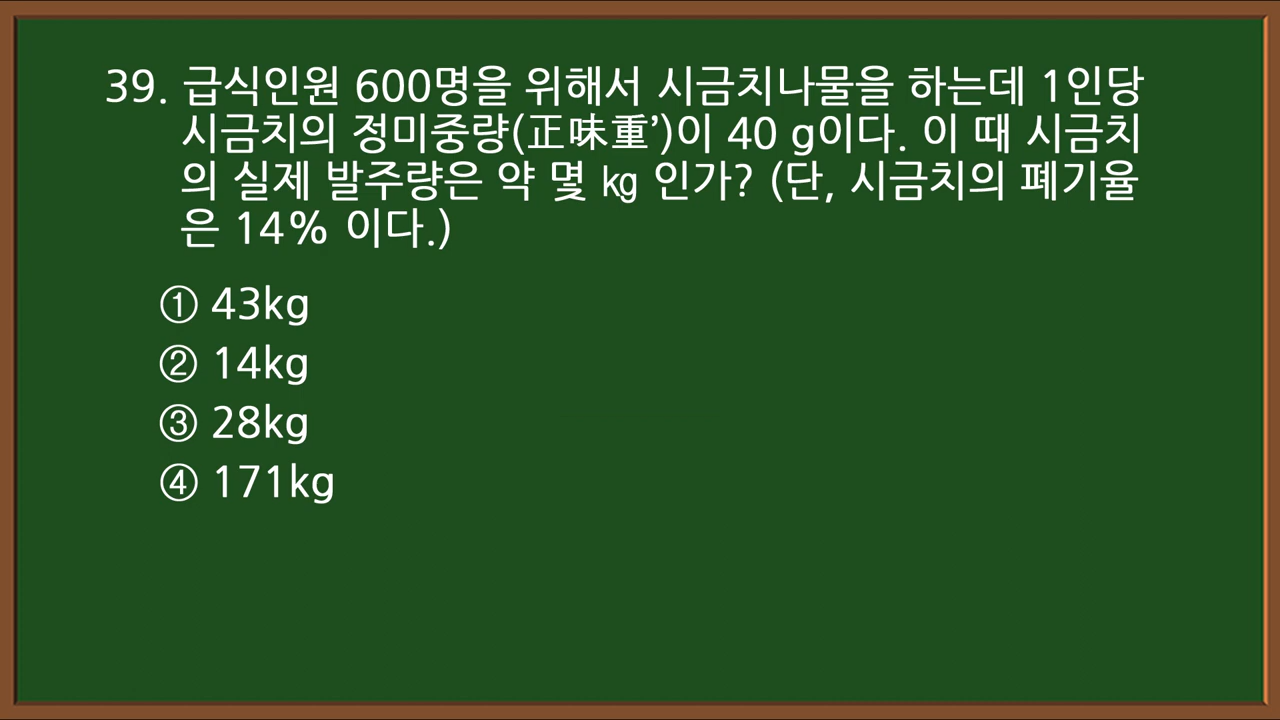 39. 급식인원 600명을 위해서 시금치나물을 하는데 1인당
시금치의 정미중량(正味重’)이 40 g이다. 이 때 시금치
의 실제 발주량은 약 몇 ㎏ 인가? (단, 시금치의 폐기율
은 14% 이다.)
① 43kg
② 14kg
③ 28kg
④ 171kg